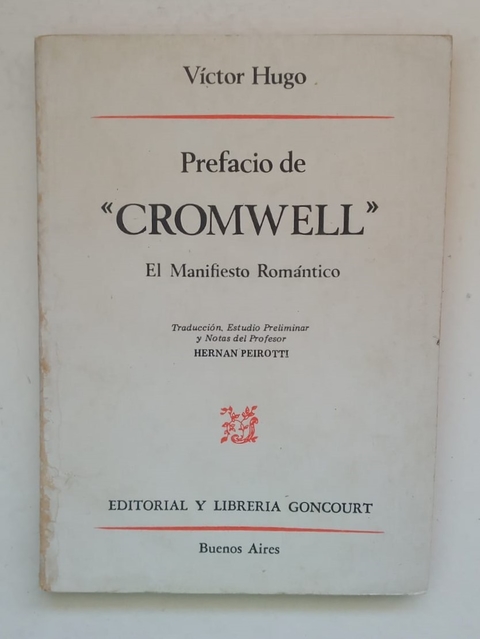 Víctor Hugo
Prefacio de
«CROMWELL»
El Manifiesto Romántico
Traducción, Estudio Preliminar
y Notas del Profesor
HERNAN PEIROTTI
EDITORIAL Y LIBRERIA GONCOURT
Buenos Aires